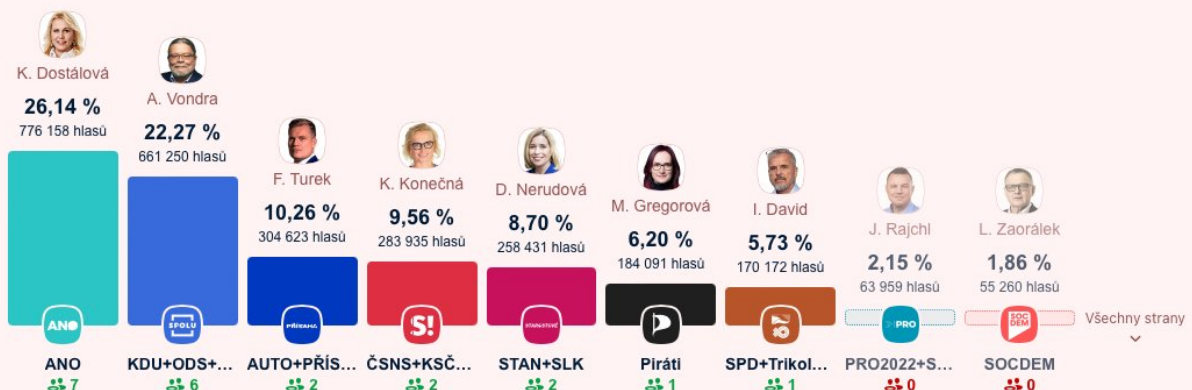 K. Dostálová
26,14 %
776 158 hlasů
ANO
ANO
7
A. Vondra
22,27 %
661 250 hlasů
SPOLU
KDU+ODS+...
6
F. Turek
10,26 %
304 623 hlasů
PŘÍSAHA
AUTO+PŘÍS...
2
K. Konečná
9,56 %
283 935 hlasů
S!
ČSNS+KSČ...
2
D. Nerudová
8,70 %
258 431 hlasů
STAROSTOVÉ
STAN+SLK
2
M. Gregorová
6,20 %
184 091 hlasů
Piráti
1
I. David
5,73 %
170 172 hlasů
SPD+Trikol...
1
J. Rajchl
2,15 %
63 959 hlasů
PRO
PRO2022+S...
0
L. Zaorálek
1,86 %
55 260 hlasů
SOC
DEM
SOCDEM
0
Všechny strany